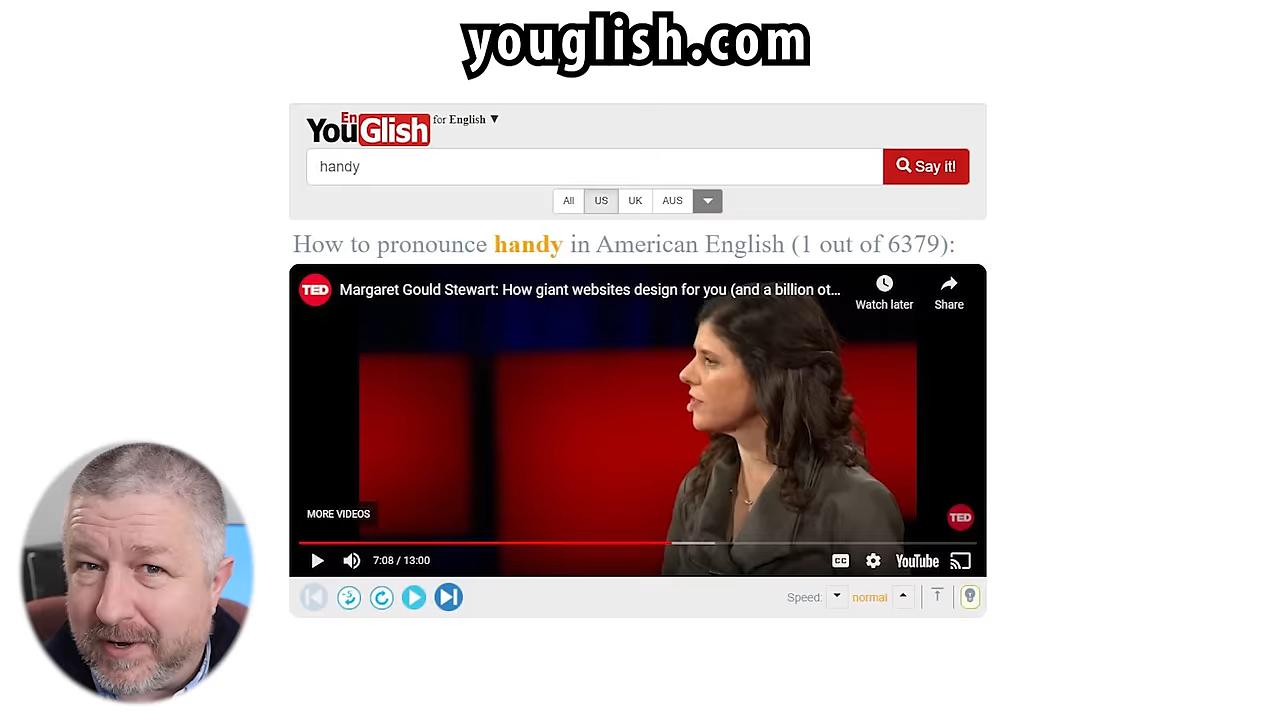 youglish.com
YouGlish En for English ▼
handy
Say it!
All US UK AUS
How to pronounce handy in American English (1 out of 6379):
TED Margaret Gould Stewart: How giant websites design for you (and a billion ot...
Watch later Share
MORE VIDEOS
TED
7:08 / 13:00
CC YouTube
Speed: normal